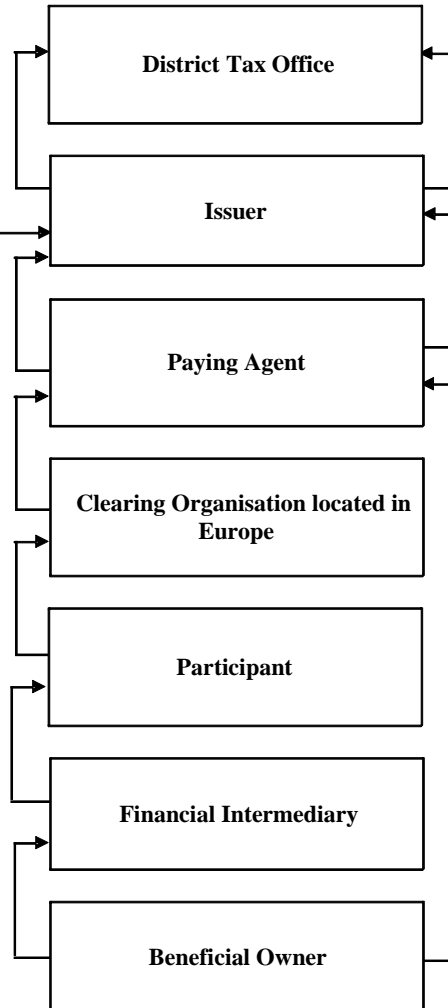 District Tax Office
Issuer
Paying Agent
Clearing Organisation located in
Europe
Participant
Financial Intermediary
Beneficial Owner